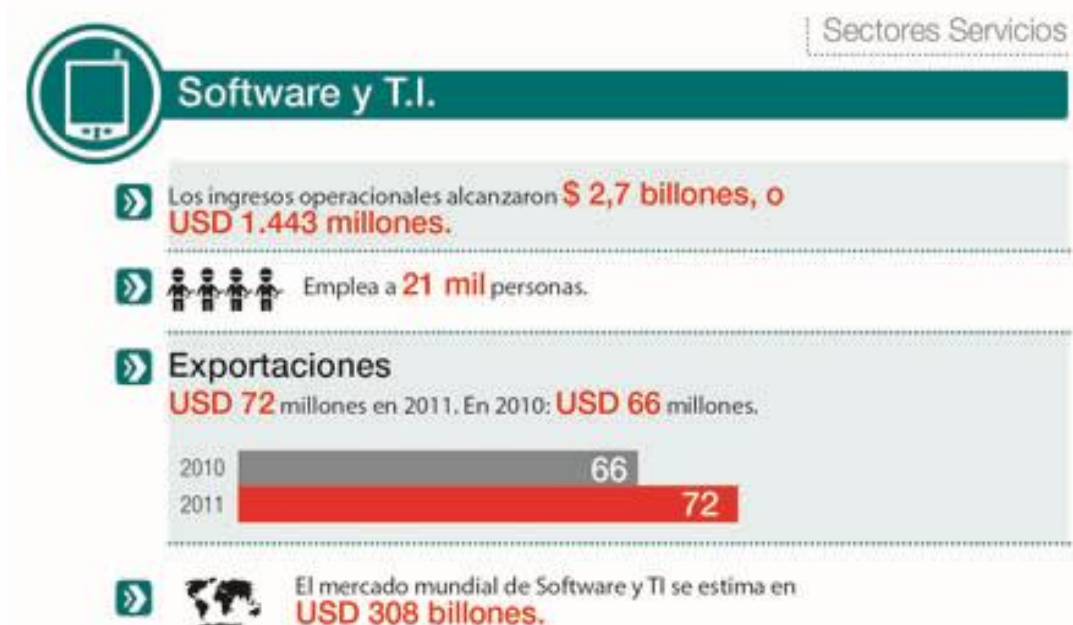 Sectores Servicios
Software y T.I.
Los ingresos operacionales alcanzaron $ 2,7 billones, o
USD 1.443 millones.
Emplea a 21 mil personas.
Exportaciones
USD 72 millones en 2011. En 2010: USD 66 millones.
2010 66
2011 72
El mercado mundial de Software y TI se estima en
USD 308 billones.